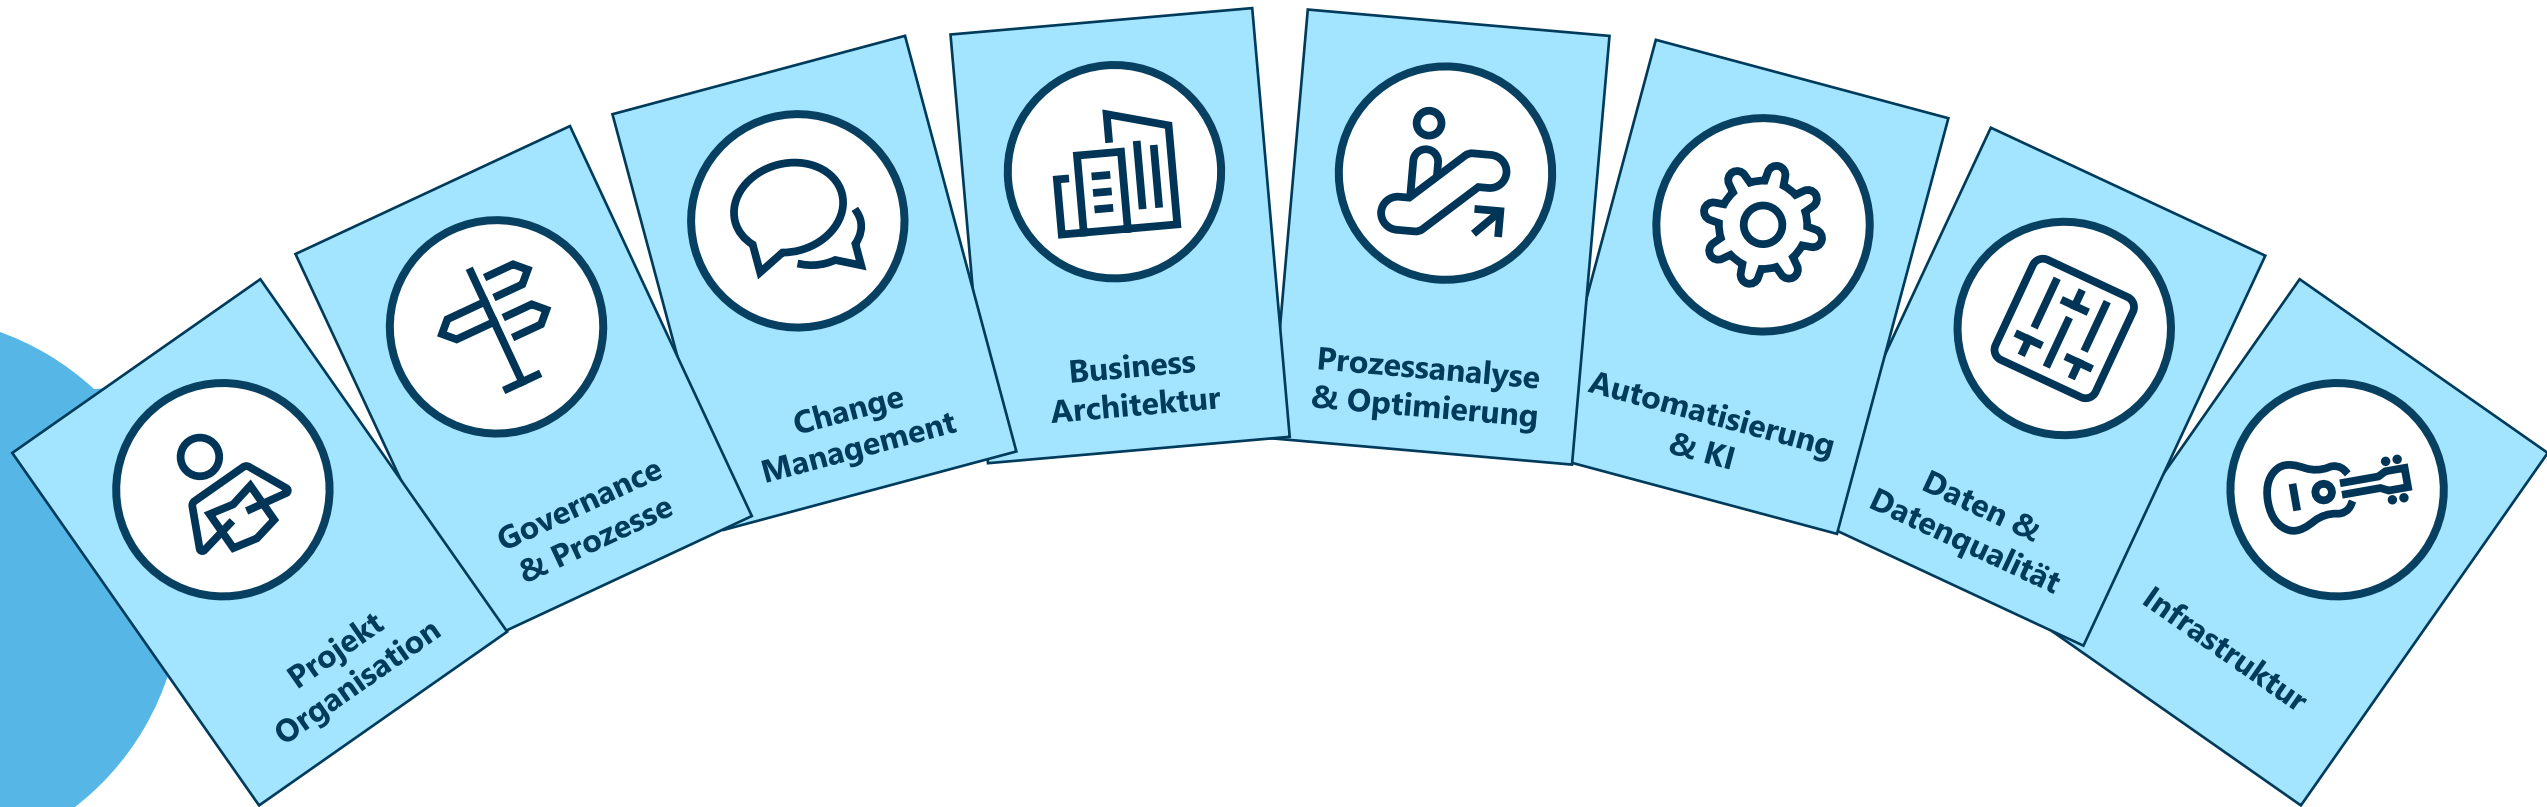 Projekt
Organisation
Governance
& Prozesse
Change
Management
Business
Architektur
Prozessanalyse
& Optimierung
Automatisierung
& KI
Daten &
Datenqualität
Infrastruktur